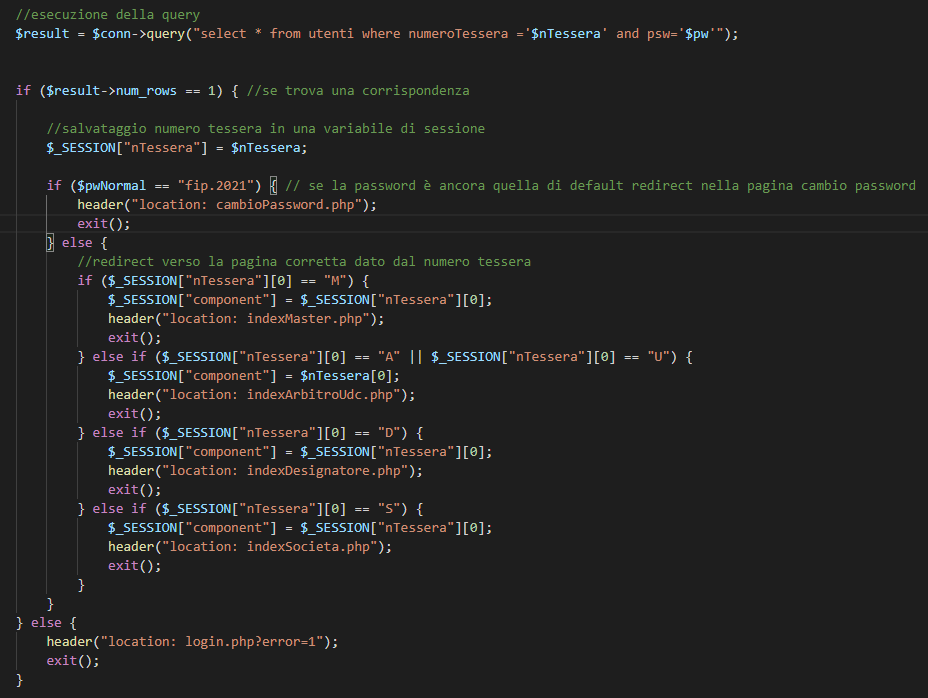 //esecuzione della query
$result = $conn->query("select * from utenti where numeroTessera ='$nTessera' and psw='$pw'");
if ($result->num_rows == 1) { //se trova una corrispondenza
//salvataggio numero tessera in una variabile di sessione
$_SESSION["nTessera"] = $nTessera;
if ($pwNormal == "fip.2021") { // se la password è ancora quella di default redirect nella pagina cambio password
header("location: cambioPassword.php");
exit();
} else {
//redirect verso la pagina corretta dato dal numero tessera
if ($_SESSION["nTessera"][0] == "M") {
$_SESSION["component"] = $_SESSION["nTessera"][0];
header("location: indexMaster.php");
exit();
} else if ($_SESSION["nTessera"][0] == "A" || $_SESSION["nTessera"][0] == "U") {
$_SESSION["component"] = $nTessera[0];
header("location: indexArbitroUdc.php");
exit();
} else if ($_SESSION["nTessera"][0] == "D") {
$_SESSION["component"] = $_SESSION["nTessera"][0];
header("location: indexDesignatore.php");
exit();
} else if ($_SESSION["nTessera"][0] == "S") {
$_SESSION["component"] = $_SESSION["nTessera"][0];
header("location: indexSocieta.php");
exit();
}
}
} else {
header("location: login.php?error=1");
exit();
}